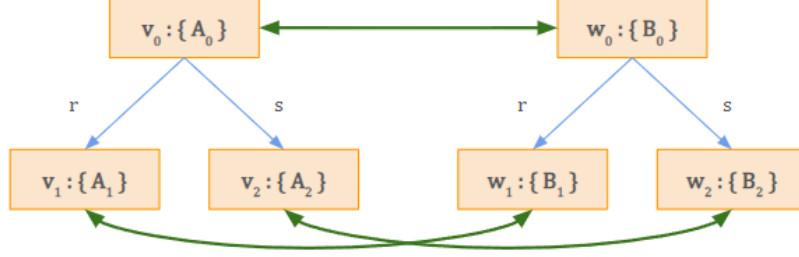 v₀:{A₀} w₀:{B₀}
r s r s
v₁:{A₁} v₂:{A₂} w₁:{B₁} w₂:{B₂}